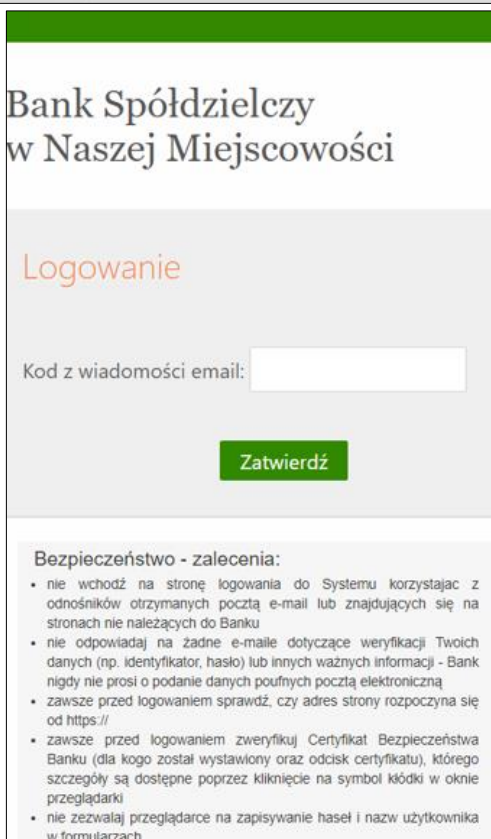 Bank Spółdzielczy
w Naszej Miejscowości
Logowanie
Kod z wiadomości email:
Zatwierdź
Bezpieczeństwo - zalecenia:
• nie wchodź na stronę logowania do Systemu korzystajac z
odnośników otrzymanych pocztą e-mail lub znajdujących się na
stronach nie należących do Banku
• nie odpowiadaj na żadne e-maile dotyczące weryfikacji Twoich
danych (np. identyfikator, hasło) lub innych ważnych informacji - Bank
nigdy nie prosi o podanie danych poufnych pocztą elektroniczną
• zawsze przed logowaniem sprawdź, czy adres strony rozpoczyna się
od https://
• zawsze przed logowaniem zweryfikuj Certyfikat Bezpieczeństwa
Banku (dla kogo został wystawiony oraz odcisk certyfikatu), którego
szczegóły są dostępne poprzez kliknięcie na symbol kłódki w oknie
przeglądarki
• nie zezwalaj przeglądarce na zapisywanie haseł i nazw użytkownika
w formularzach